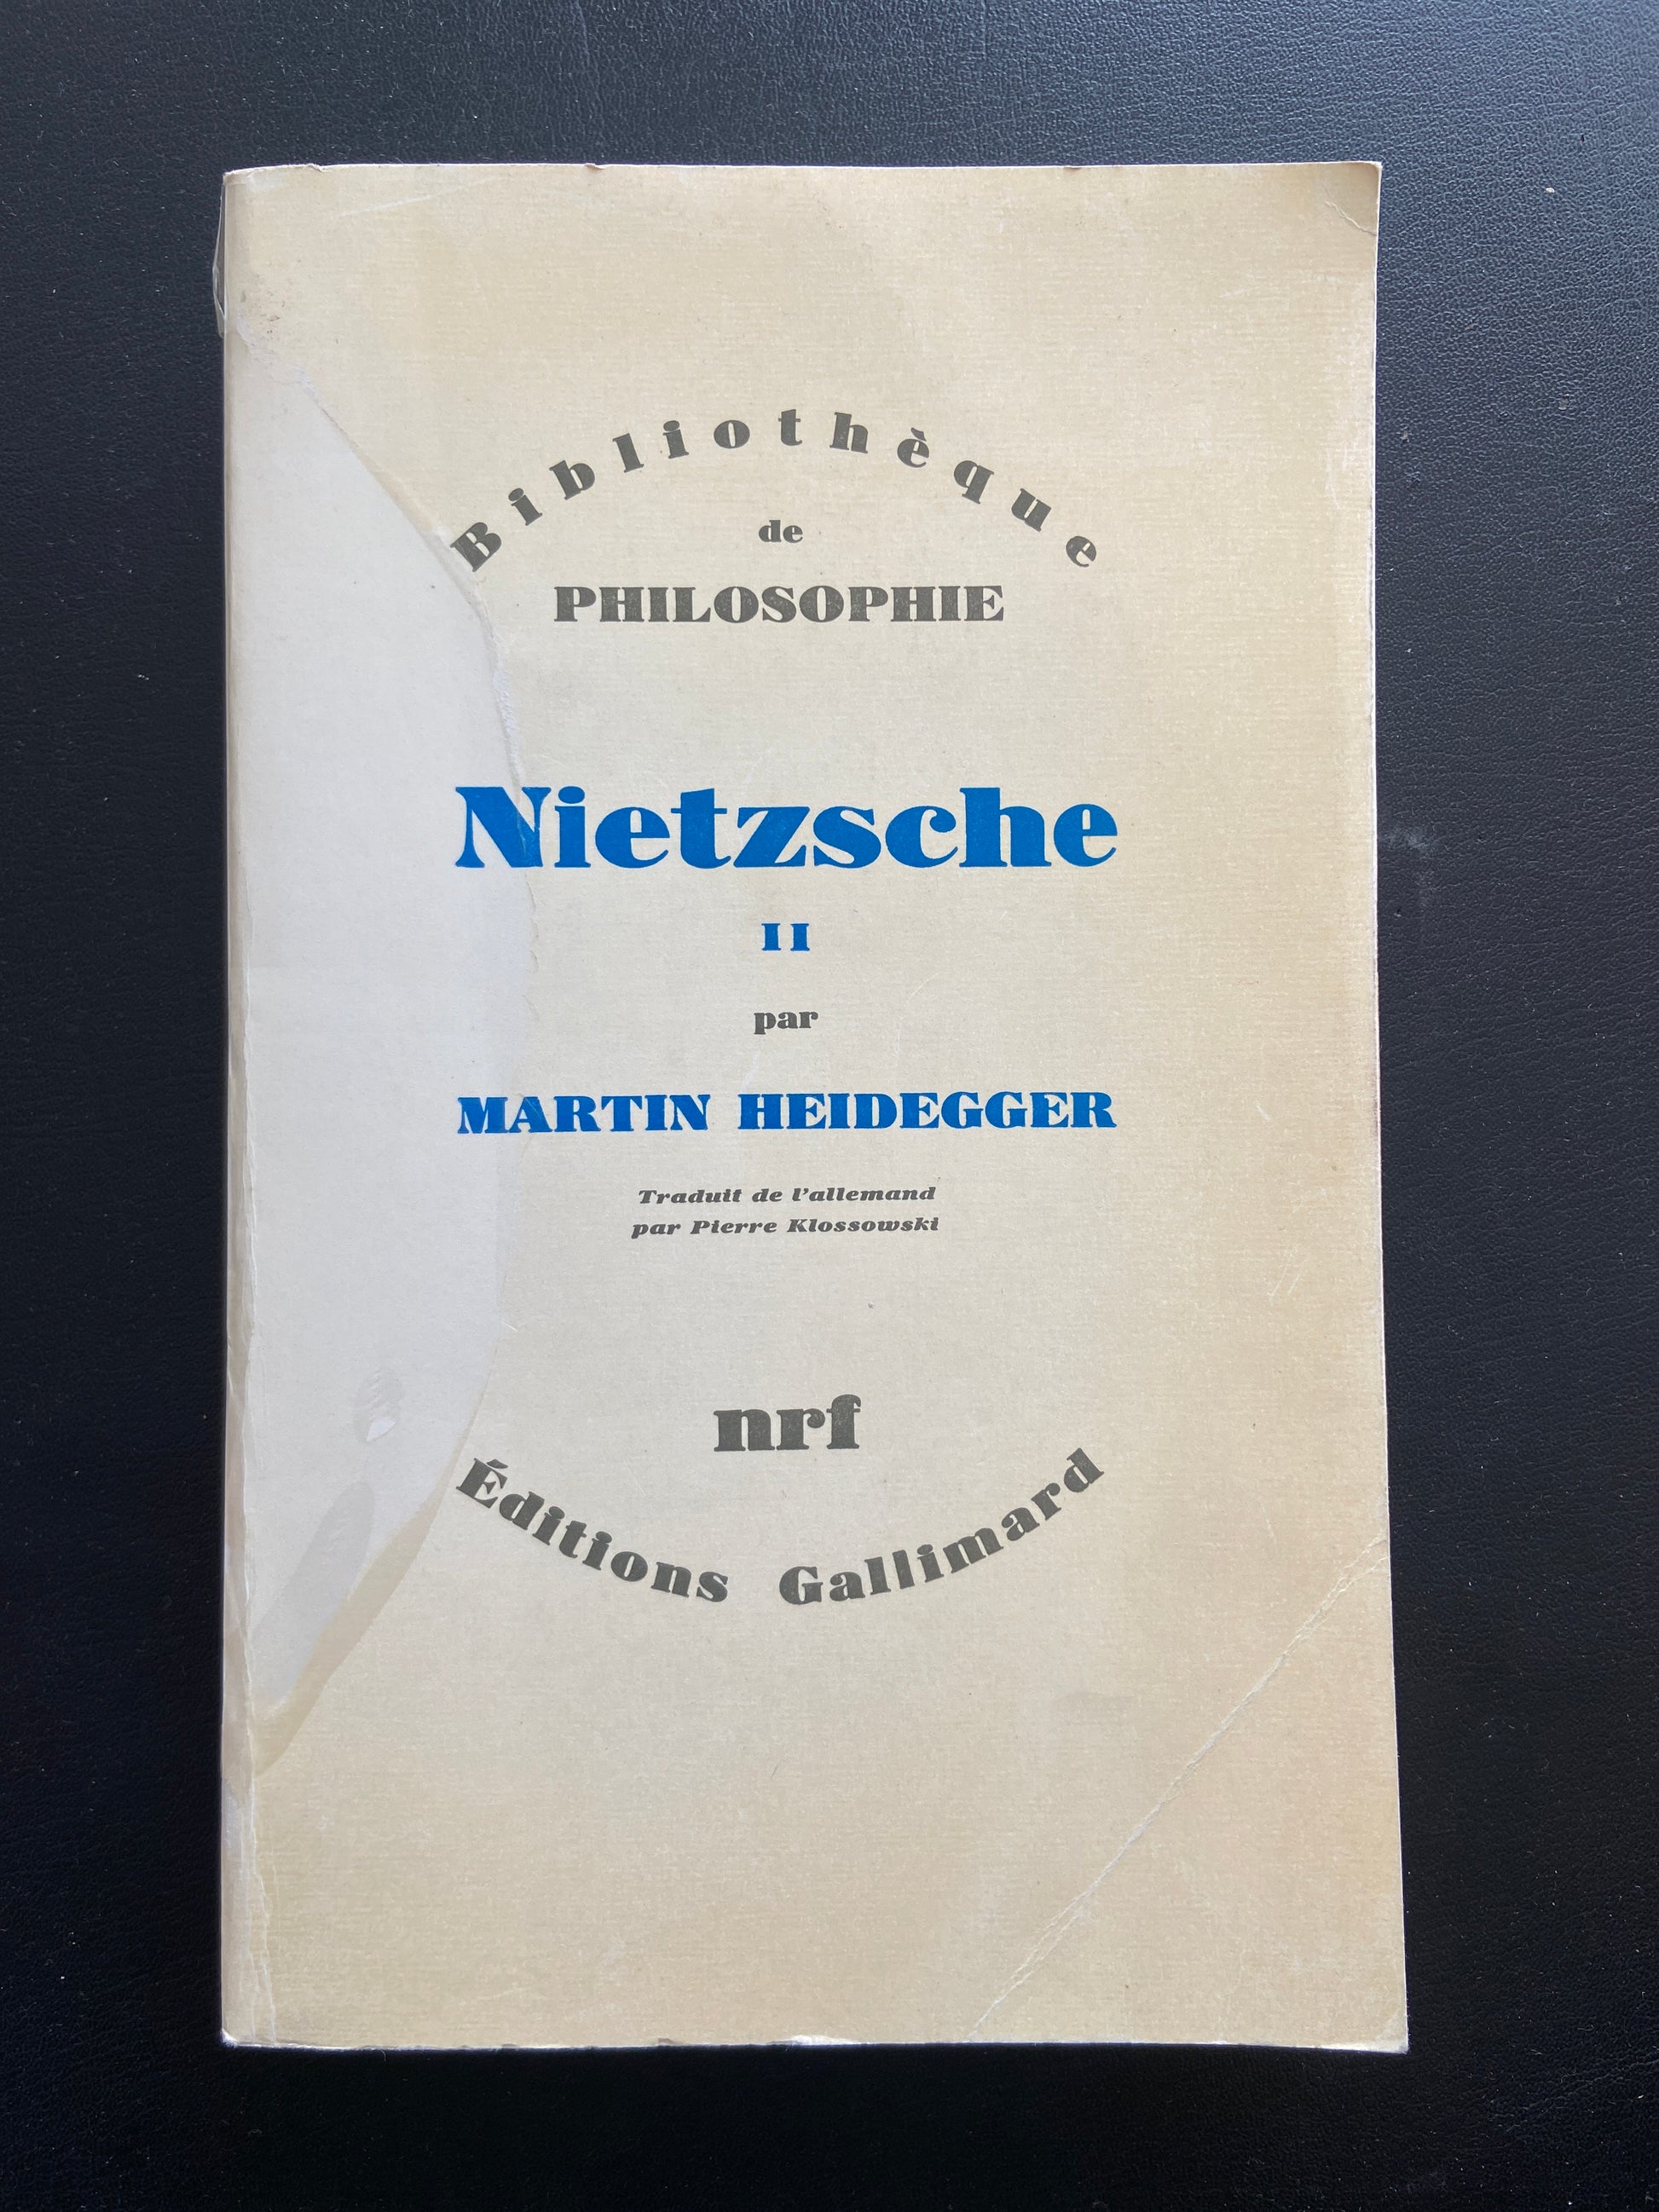 Bibliothèque
de
PHILOSOPHIE
Nietzsche
II
par
MARTIN HEIDEGGER
Traduit de l'allemand
par Pierre Klossowski
nrf
Éditions Gallimard